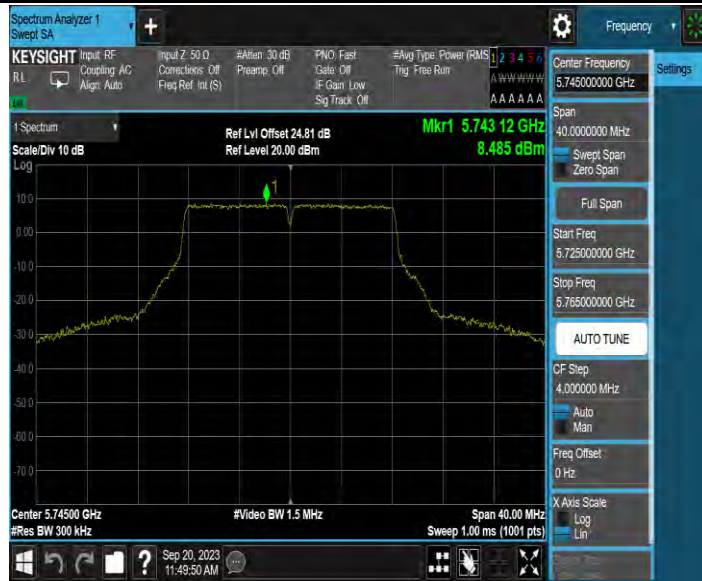 Spectrum Analyzer 1
Swept SA
+
Frequency
KEYSIGHT
RL
Input: RF
Coupling: AC
Align: Auto
Input Z: 50 Ω
Corrections: Off
Freq Ref: Int (S)
#Atten: 30 dB
Preamp: Off
PNO: Fast
Gate: Off
IF Gain: Low
Sig Track: Off
#Avg Type: Power (RMS)
Trig: Free Run
1 2 3 4 5 6
A W W W W W
A A A A A A
1 Spectrum
Scale/Div 10 dB
Log
Ref Lvl Offset 24.81 dB
Ref Level 20.00 dBm
Mkr1 5.743 12 GHz
8.485 dBm
1
10.0
0.00
-10.0
-20.0
-30.0
-40.0
-50.0
-60.0
-70.0
Center 5.74500 GHz
#Res BW 300 kHz
#Video BW 1.5 MHz
Span 40.00 MHz
Sweep 1.00 ms (1001 pts)
Center Frequency
5.745000000 GHz
Settings
Span
40.0000000 MHz
Swept Span
Zero Span
Full Span
Start Freq
5.725000000 GHz
Stop Freq
5.765000000 GHz
AUTO TUNE
CF Step
4.000000 MHz
Auto
Man
Freq Offset
0 Hz
X Axis Scale
Log
Lin
?
Sep 20, 2023
11:49:50 AM